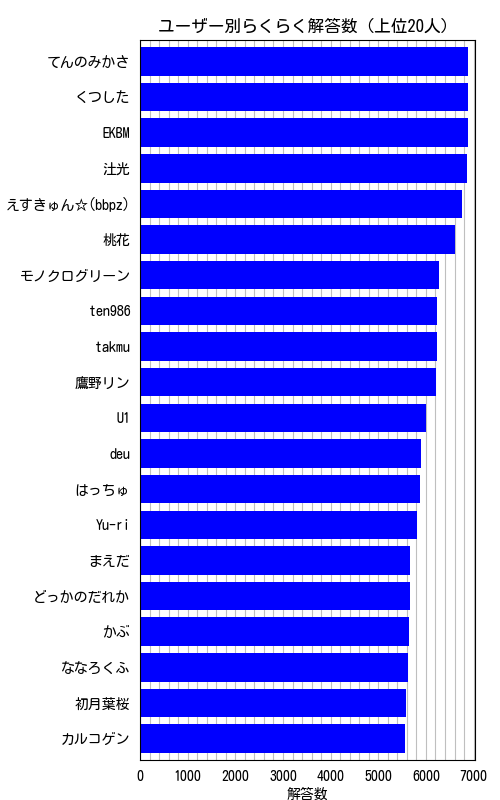 ユーザー別らくらく解答数（上位20人）
てんのみかさ
くつした
EKBM
汢光
えすきゅん☆(bbpz)
桃花
モノクログリーン
ten986
takmu
鷹野リン
U1
deu
はっちゅ
Yu-ri
まえだ
どっかのだれか
かぶ
ななろくふ
初月葉桜
カルコゲン
0 1000 2000 3000 4000 5000 6000 7000
解答数